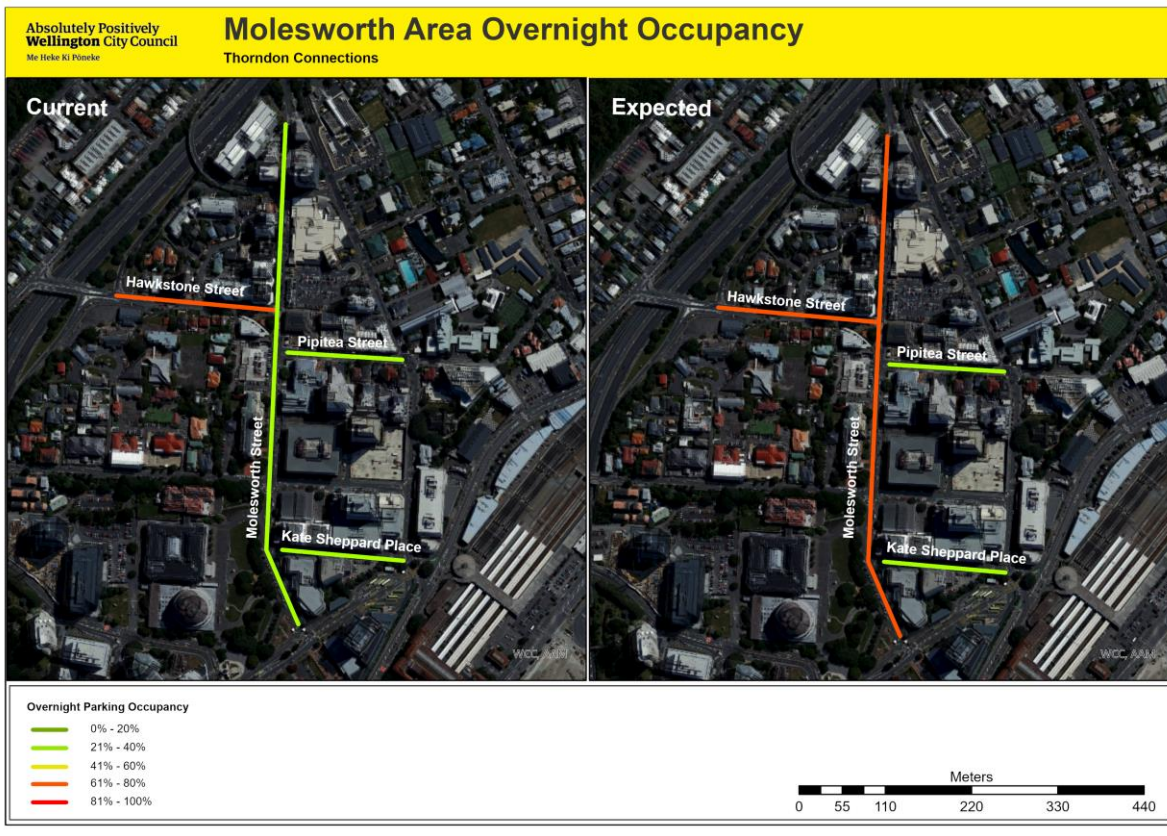 Absolutely Positively
Wellington City Council
Me Heke Ki Pōneke
Molesworth Area Overnight Occupancy
Thorndon Connections
Current
Hawkstone Street
Pipitea Street
Molesworth Street
Kate Sheppard Place
WCC, AAM
Expected
Hawkstone Street
Pipitea Street
Molesworth Street
Kate Sheppard Place
WCC, AAM
Overnight Parking Occupancy
0% - 20%
21% - 40%
41% - 60%
61% - 80%
81% - 100%
Meters
0 55 110 220 330 440